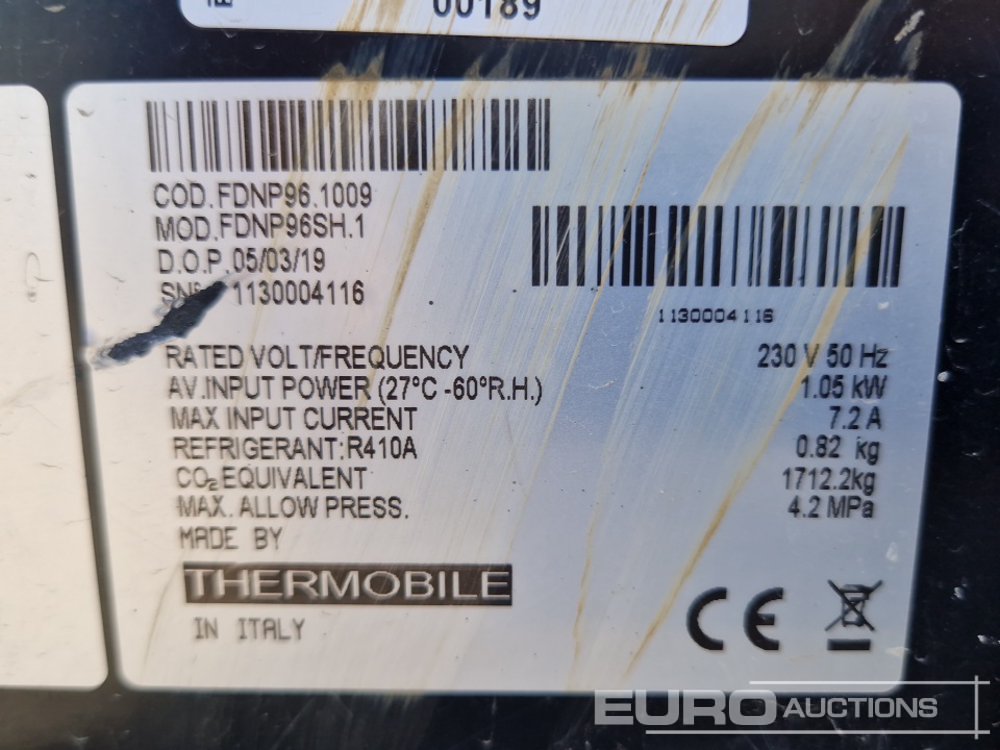 00189
COD.FDNP96.1009
MOD.FDNP96SH.1
D.O.P.05/03/19
1130004116
1130004116
RATED VOLT/FREQUENCY 230 V 50 Hz
AV.INPUT POWER (27°C -60°R.H.) 1.05 kW
MAX INPUT CURRENT 7.2 A
REFRIGERANT:R410A 0.82 kg
CO₂ EQUIVALENT 1712.2kg
MAX. ALLOW PRESS. 4.2 MPa
MADE BY
THERMOBILE
IN ITALY
CE
EURO AUCTIONS